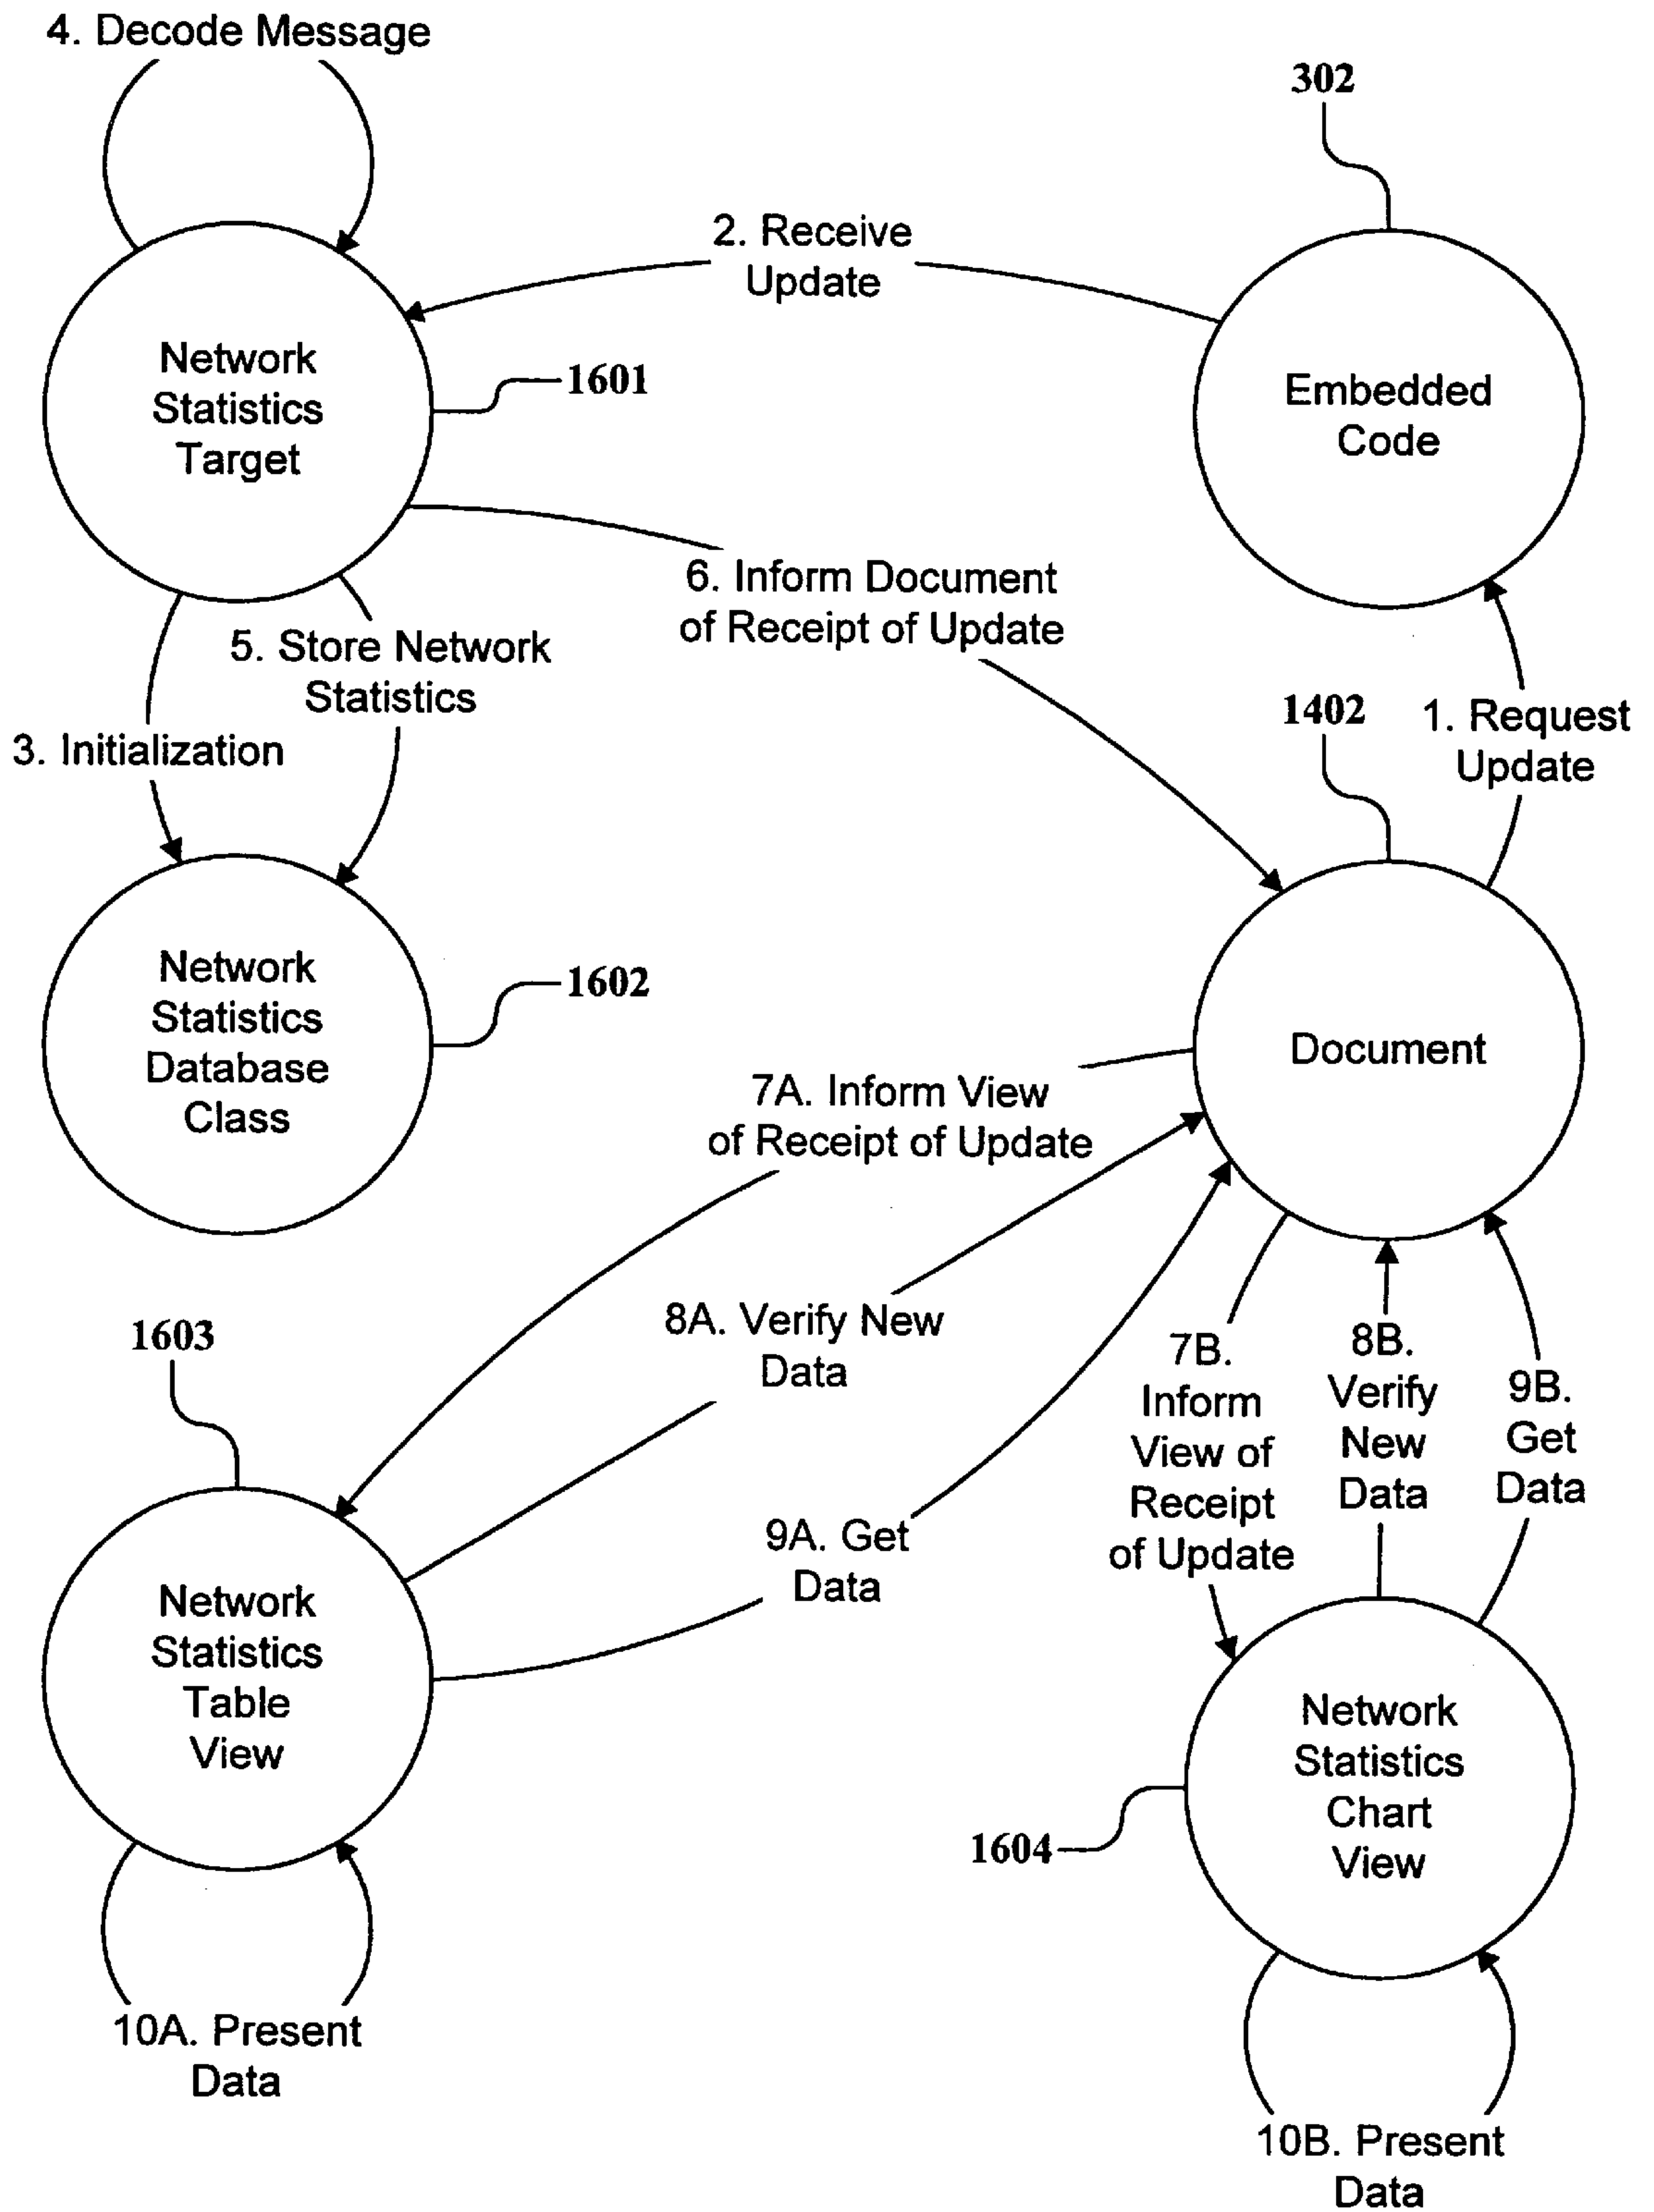 4. Decode Message
302
2. Receive
Update
Network
Statistics
Target
1601
Embedded
Code
6. Inform Document
of Receipt of Update
5. Store Network
Statistics
3. Initialization
1402
1. Request
Update
Network
Statistics
Database
Class
1602
Document
7A. Inform View
of Receipt of Update
8A. Verify New
Data
1603
7B.
Inform
View of
Receipt
of Update
8B.
Verify
New
Data
9B.
Get
Data
9A. Get
Data
Network
Statistics
Table
View
Network
Statistics
Chart
View
1604
10A. Present
Data
10B. Present
Data